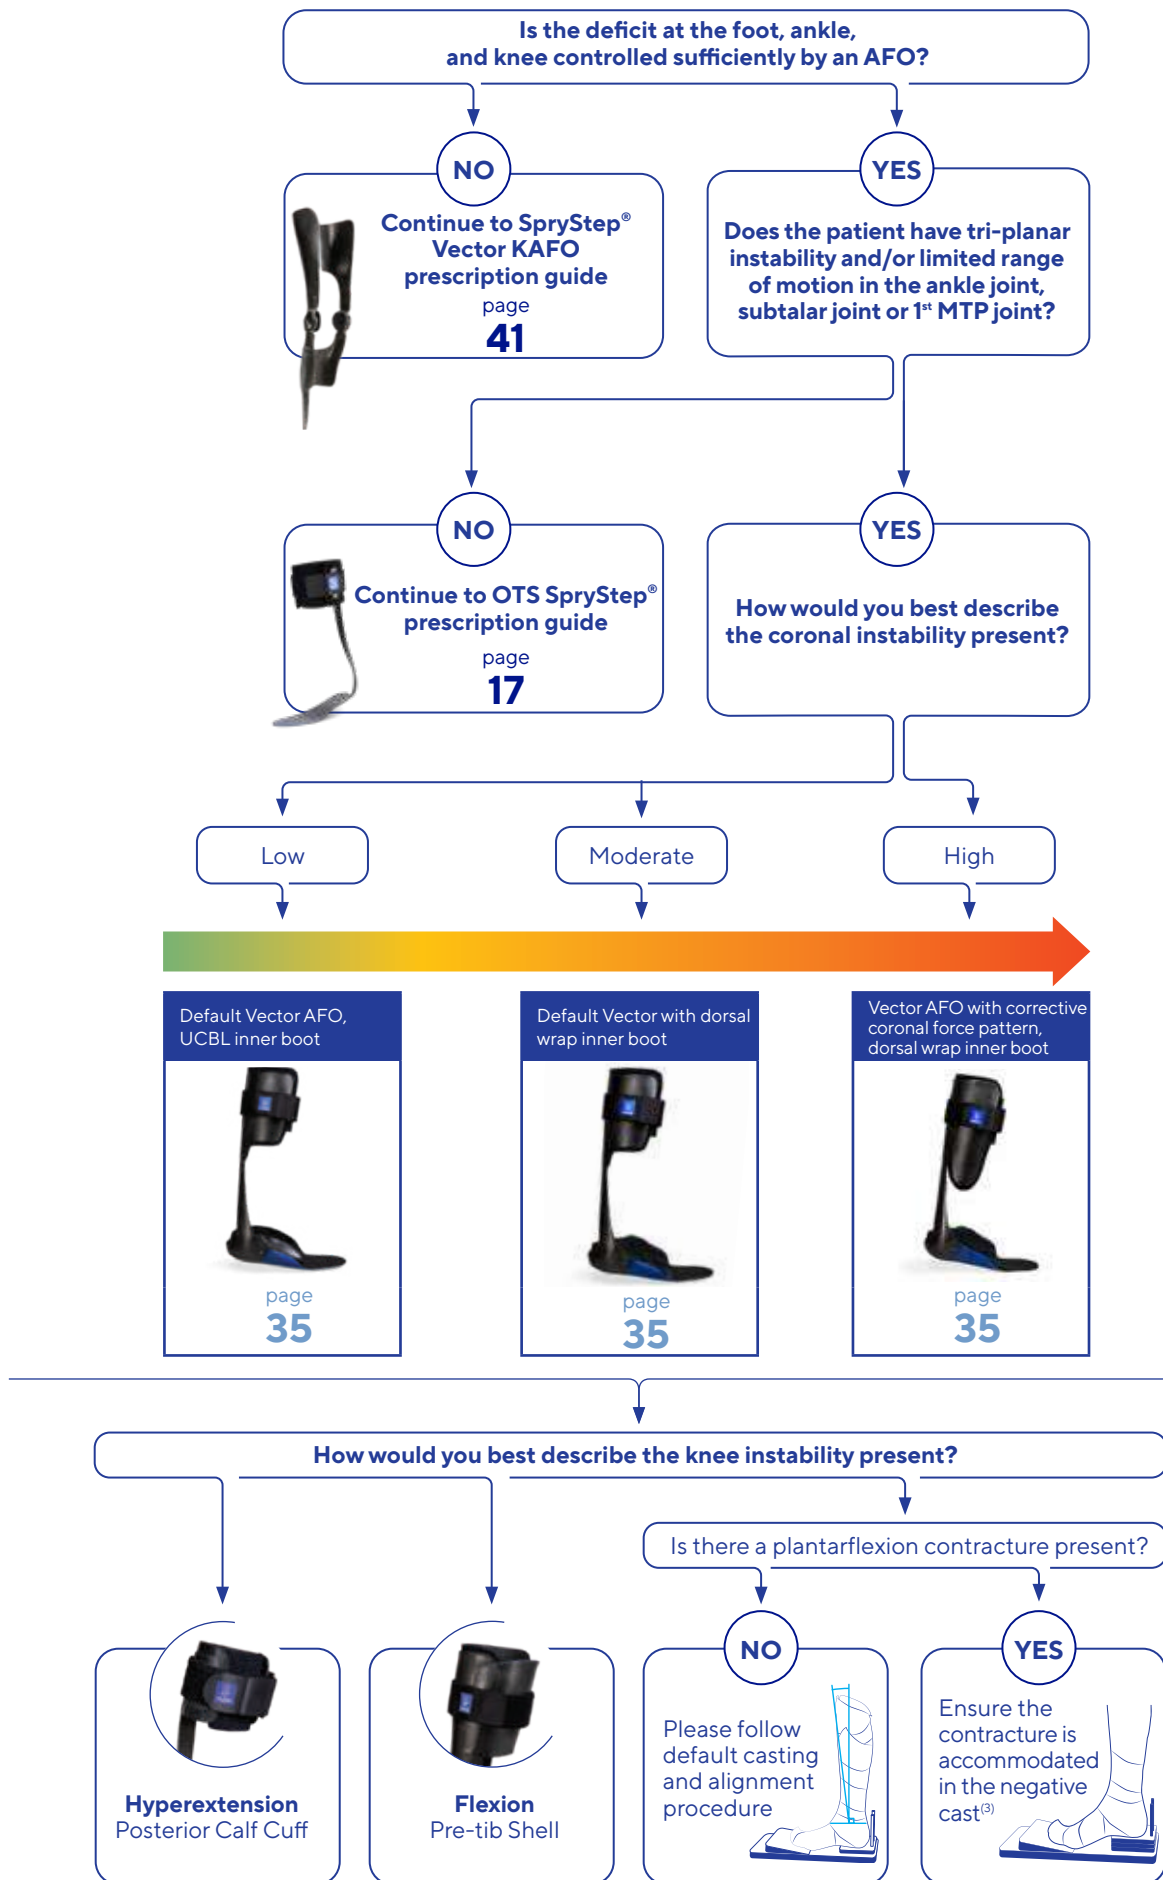 Is the deficit at the foot, ankle,
and knee controlled sufficiently by an AFO?
NO
Continue to SpryStep®
Vector KAFO
prescription guide
page
41
YES
Does the patient have tri-planar
instability and/or limited range
of motion in the ankle joint,
subtalar joint or 1st MTP joint?
NO
Continue to OTS SpryStep®
prescription guide
page
17
YES
How would you best describe
the coronal instability present?
Low
Moderate
High
Default Vector AFO,
UCBL inner boot
page
35
Default Vector with dorsal
wrap inner boot
page
35
Vector AFO with corrective
coronal force pattern,
dorsal wrap inner boot
page
35
How would you best describe the knee instability present?
Is there a plantarflexion contracture present?
Hyperextension
Posterior Calf Cuff
Flexion
Pre-tib Shell
NO
Please follow
default casting
and alignment
procedure
YES
Ensure the
contracture is
accommodated
in the negative
cast(3)